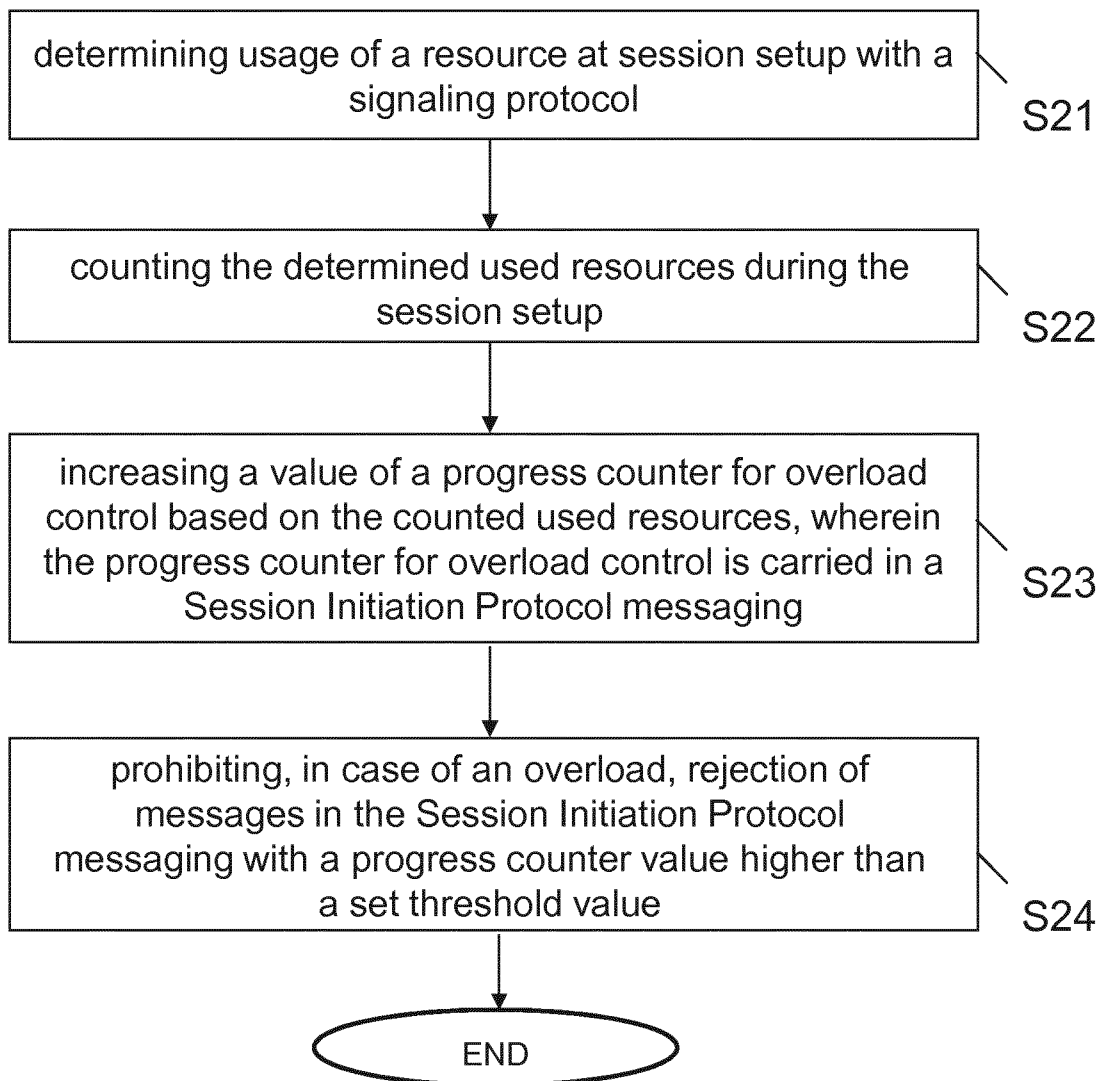 determining usage of a resource at session setup with a
signaling protocol
S21
counting the determined used resources during the
session setup
S22
increasing a value of a progress counter for overload
control based on the counted used resources, wherein
the progress counter for overload control is carried in a
Session Initiation Protocol messaging
S23
prohibiting, in case of an overload, rejection of
messages in the Session Initiation Protocol
messaging with a progress counter value higher than
a set threshold value
S24
END